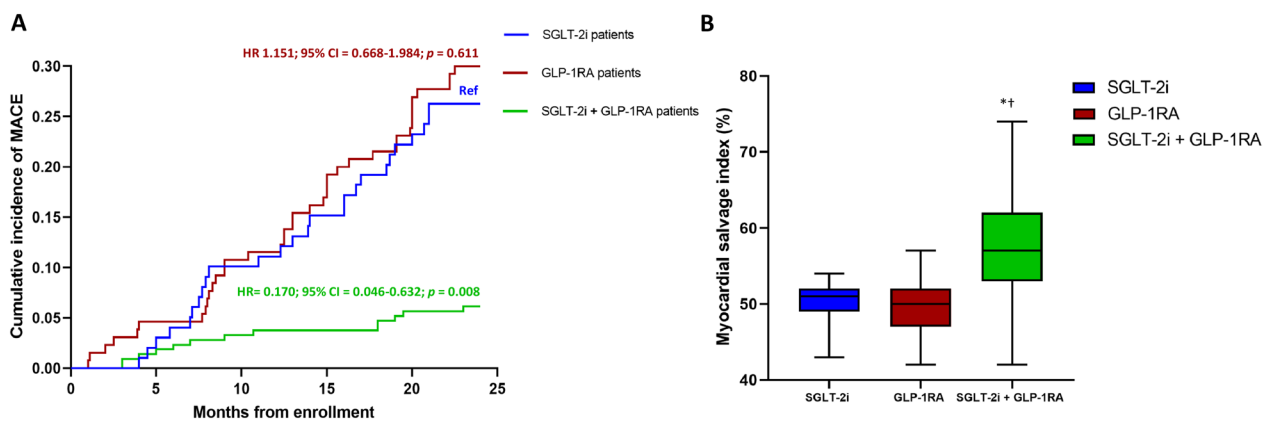 A
HR 1.151; 95% CI = 0.668-1.984; p = 0.611
Ref
HR= 0.170; 95% CI = 0.046-0.632; p = 0.008
SGLT-2i patients
GLP-1RA patients
SGLT-2i + GLP-1RA patients
Cumulative incidence of MACE
0.30
0.25
0.20
0.15
0.10
0.05
0.00
0 5 10 15 20 25
Months from enrollment
B
Myocardial salvage index (%)
80
70
60
50
40
*†
SGLT-2i GLP-1RA SGLT-2i + GLP-1RA
SGLT-2i
GLP-1RA
SGLT-2i + GLP-1RA